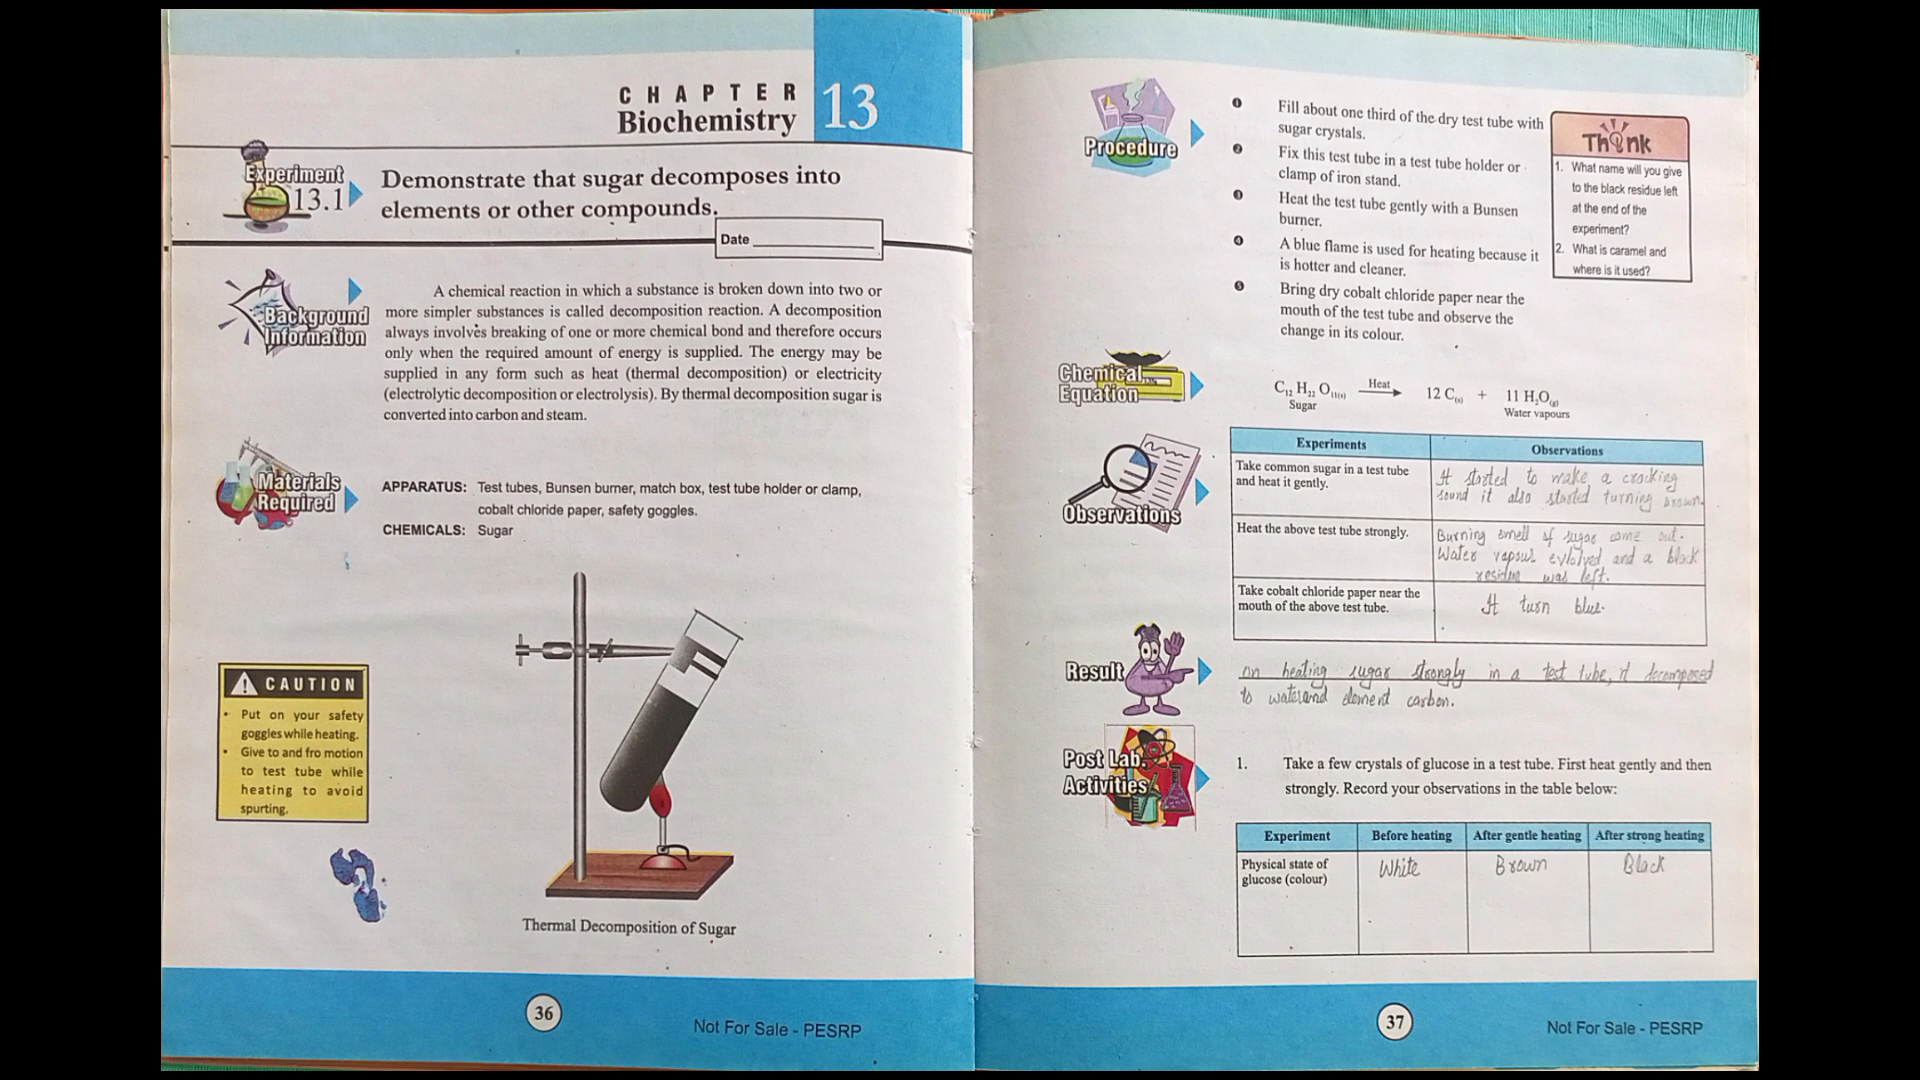 CHAPTER
Biochemistry
13
Experiment
13.1
Demonstrate that sugar decomposes into
elements or other compounds.
Date
Background
Information
A chemical reaction in which a substance is broken down into two or
more simpler substances is called decomposition reaction. A decomposition
always involves breaking of one or more chemical bond and therefore occurs
only when the required amount of energy is supplied. The energy may be
supplied in any form such as heat (thermal decomposition) or electricity
(electrolytic decomposition or electrolysis). By thermal decomposition sugar is
converted into carbon and steam.
Materials
Required
APPARATUS: Test tubes, Bunsen burner, match box, test tube holder or clamp,
cobalt chloride paper, safety goggles.
CHEMICALS: Sugar
CAUTION
• Put on your safety
goggles while heating.
• Give to and fro motion
to test tube while
heating to avoid
spurting.
Thermal Decomposition of Sugar
36
Not For Sale - PESRP
Procedure
1 Fill about one third of the dry test tube with
sugar crystals.
2 Fix this test tube in a test tube holder or
clamp of iron stand.
3 Heat the test tube gently with a Bunsen
burner.
4 A blue flame is used for heating because it
is hotter and cleaner.
5 Bring dry cobalt chloride paper near the
mouth of the test tube and observe the
change in its colour.
Think
1. What name will you give
to the black residue left
at the end of the
experiment?
2. What is caramel and
where is it used?
Chemical
Equation
C12 H22 O11(s) Heat → 12 C(s) + 11 H2O(g)
Sugar Water vapours
Observations
Experiments Observations
Take common sugar in a test tube
and heat it gently.
It started to make a cracking
sound it also started turning brown.
Heat the above test tube strongly.
Burning smell of sugar come out.
Water vapous evlolved and a black
residue was left.
Take cobalt chloride paper near the
mouth of the above test tube.
It turn blue.
Result
on heating sugar strongly in a test tube, it decomposed
to water and element carbon.
Post Lab.
Activities
1. Take a few crystals of glucose in a test tube. First heat gently and then
strongly. Record your observations in the table below:
Experiment Before heating After gentle heating After strong heating
Physical state of
glucose (colour)
White Brown Black
37
Not For Sale - PESRP